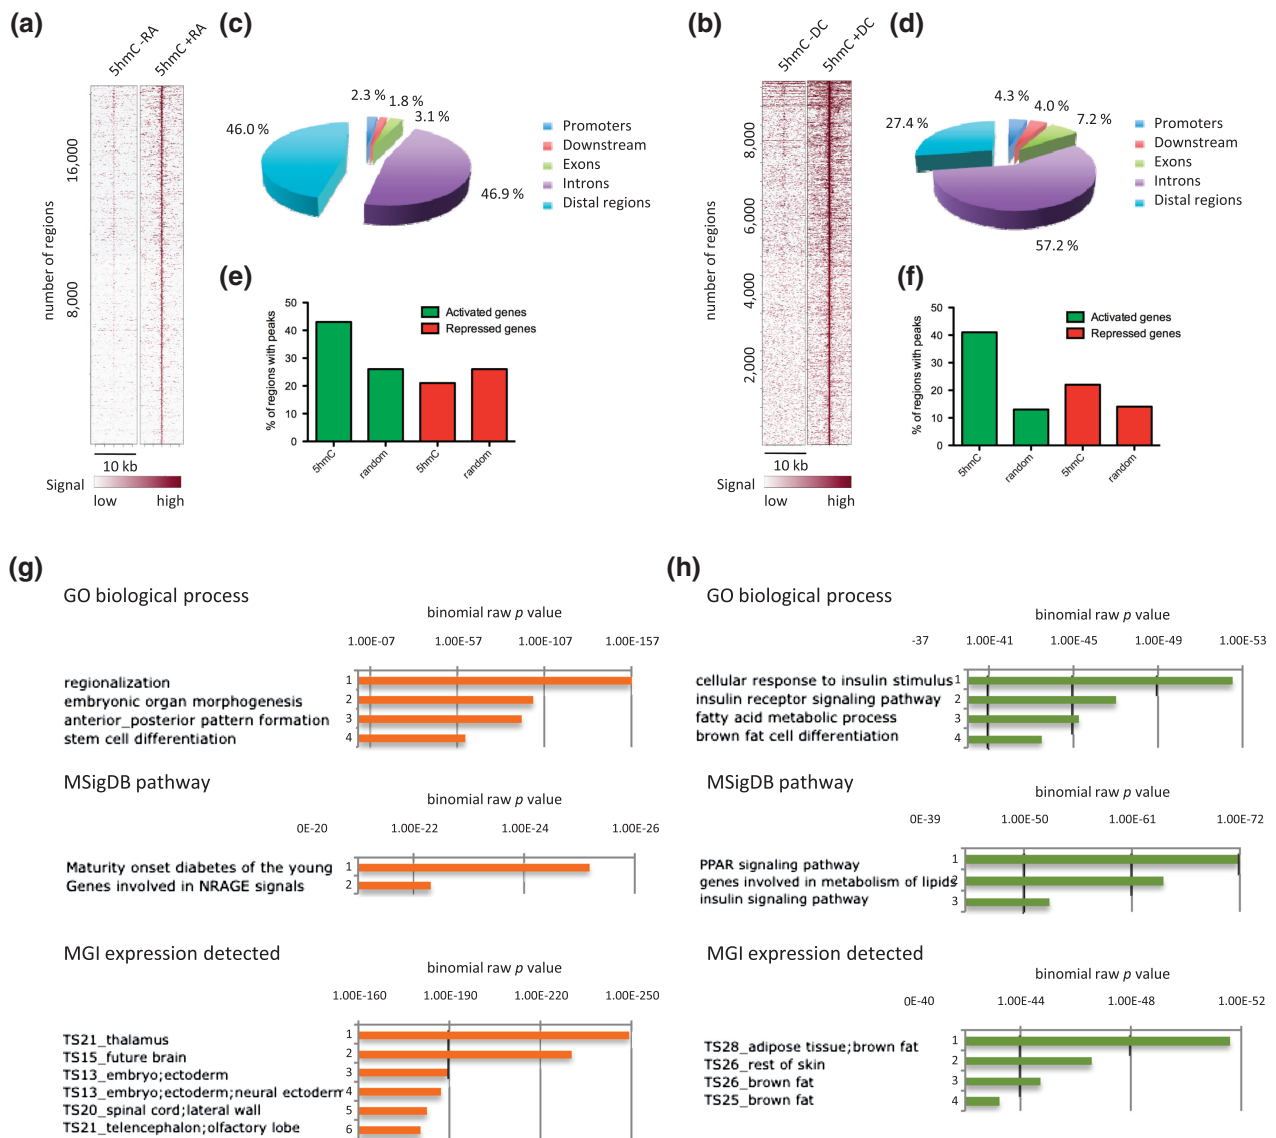 (a)
5hmC -RA
5hmC +RA
number of regions
16,000
8,000
10 kb
Signal
low
high
(c)
2.3 %
1.8 %
3.1 %
46.0 %
46.9 %
Promoters
Downstream
Exons
Introns
Distal regions
(e)
% of regions with peaks
50
40
30
20
10
0
Activated genes
Repressed genes
5hmC
random
5hmC
random
(b)
5hmC -DC
5hmC +DC
number of regions
8,000
6,000
4,000
2,000
10 kb
Signal
low
high
(d)
4.3 %
4.0 %
7.2 %
27.4 %
57.2 %
Promoters
Downstream
Exons
Introns
Distal regions
(f)
% of regions with peaks
50
40
30
20
10
0
Activated genes
Repressed genes
5hmC
random
5hmC
random
(g)
GO biological process
binomial raw p value
1.00E-07 1.00E-57 1.00E-107 1.00E-157
regionalization 1
embryonic organ morphogenesis 2
anterior_posterior pattern formation 3
stem cell differentiation 4
MSigDB pathway
binomial raw p value
0E-20 1.00E-22 1.00E-24 1.00E-26
Maturity onset diabetes of the young 1
Genes involved in NRAGE signals 2
MGI expression detected
binomial raw p value
1.00E-160 1.00E-190 1.00E-220 1.00E-250
TS21_thalamus 1
TS15_future brain 2
TS13_embryo;ectoderm 3
TS13_embryo;ectoderm;neural ectoderm 4
TS20_spinal cord;lateral wall 5
TS21_telencephalon;olfactory lobe 6
(h)
GO biological process
binomial raw p value
-37 1.00E-41 1.00E-45 1.00E-49 1.00E-53
cellular response to insulin stimulus 1
insulin receptor signaling pathway 2
fatty acid metabolic process 3
brown fat cell differentiation 4
MSigDB pathway
binomial raw p value
0E-39 1.00E-50 1.00E-61 1.00E-72
PPAR signaling pathway 1
genes involved in metabolism of lipids 2
insulin signaling pathway 3
MGI expression detected
binomial raw p value
0E-40 1.00E-44 1.00E-48 1.00E-52
TS28_adipose tissue;brown fat 1
TS26_rest of skin 2
TS26_brown fat 3
TS25_brown fat 4